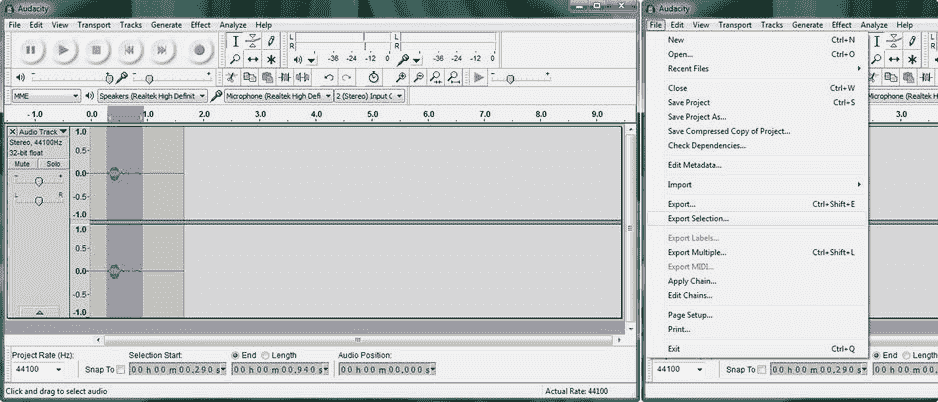 Audacity
File Edit View Transport Tracks Generate Effect Analyze Help
L
R
-36 -24 -12 0
L
R
-36 -24 -12 0
MME
Speakers (Realtek High Definit
Microphone (Realtek High Defi
2 (Stereo) Input C
- 1.0 0.0 1.0 2.0 3.0 4.0 5.0 6.0 7.0 8.0 9.0
Audio Track
Stereo, 44100Hz
32-bit float
Mute Solo
- +
L R
1.0
0.5
0.0
-0.5
-1.0
1.0
0.5
0.0
-0.5
-1.0
Project Rate (Hz):
44100
Snap To
Selection Start:
00 h 00 m 00.290 s
End
Length
00 h 00 m 00.940 s
Audio Position:
00 h 00 m 00.000 s
Click and drag to select audio
Actual Rate: 44100
Audacity
File Edit View Transport Tracks Generate Effect Analyze Help
New Ctrl+N
Open... Ctrl+O
Recent Files
Close Ctrl+W
Save Project Ctrl+S
Save Project As...
Save Compressed Copy of Project...
Check Dependencies...
Edit Metadata...
Import
Export... Ctrl+Shift+E
Export Selection...
Export Labels...
Export Multiple... Ctrl+Shift+L
Export MIDI...
Apply Chain...
Edit Chains...
Page Setup...
Print...
Exit Ctrl+Q
L
R
-36 -24
Microphone (Realtek High Defi
3.0
44100
Snap To
00 h 00 m 00.290 s
End
Leng
00 h 00 m 00.9